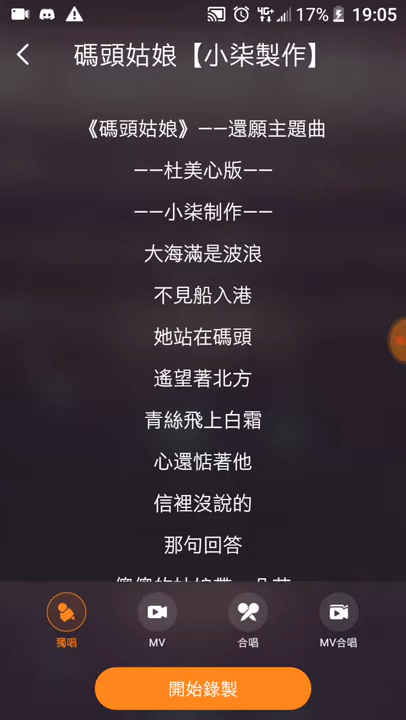 4G+ 17% 19:05
碼頭姑娘【小柒製作】
《碼頭姑娘》——還願主題曲
——杜美心版——
——小柒制作——
大海滿是波浪
不見船入港
她站在碼頭
遙望著北方
青絲飛上白霜
心還惦著他
信裡沒說的
那句回答
獨唱 MV 合唱 MV合唱
開始錄製